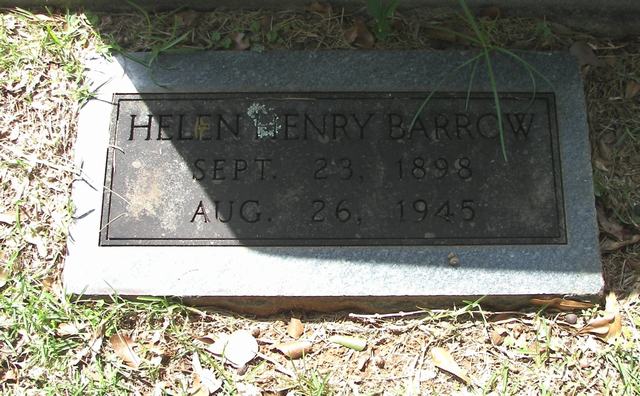 HELEN HENRY BARROW
SEPT. 23, 1898
AUG. 26, 1945